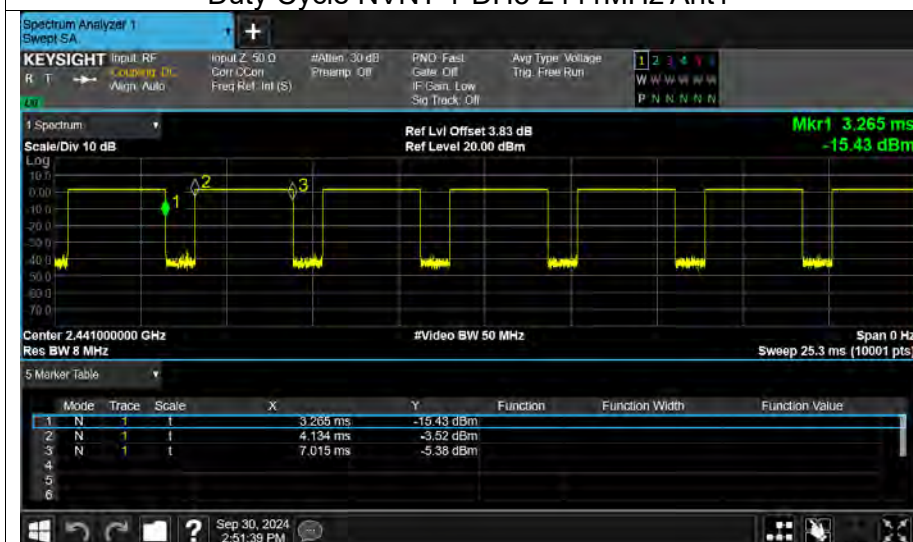 Duty Cycle NVNT 1-DH5 2441MHz Ant1
Spectrum Analyzer 1
Swept SA
+
KEYSIGHT Input: RF Input Z: 50 Ω #Atten: 30 dB PNO: Fast Avg Type: Voltage 1 2 3 4 5 6
R T Coupling: DC Corr CCorr Preamp: Off Gate: Off Trig: Free Run W W W W W W
Align: Auto Freq Ref: Int (S) IF Gain: Low
Sig Track: Off P N N N N N
1 Spectrum
Ref Lvl Offset 3.83 dB Mkr1 3.265 ms
Scale/Div 10 dB Ref Level 20.00 dBm -15.43 dBm
Log
10.0
0.00
-10.0
-20.0
-30.0
-40.0
-50.0
-60.0
-70.0
1
2
3
Center 2.441000000 GHz #Video BW 50 MHz Span 0 Hz
Res BW 8 MHz Sweep 25.3 ms (10001 pts)
5 Marker Table
Mode Trace Scale X Y Function Function Width Function Value
1 N 1 t 3.265 ms -15.43 dBm
2 N 1 t 4.134 ms -3.52 dBm
3 N 1 t 7.015 ms -5.38 dBm
4
5
6
? Sep 30, 2024
2:51:39 PM